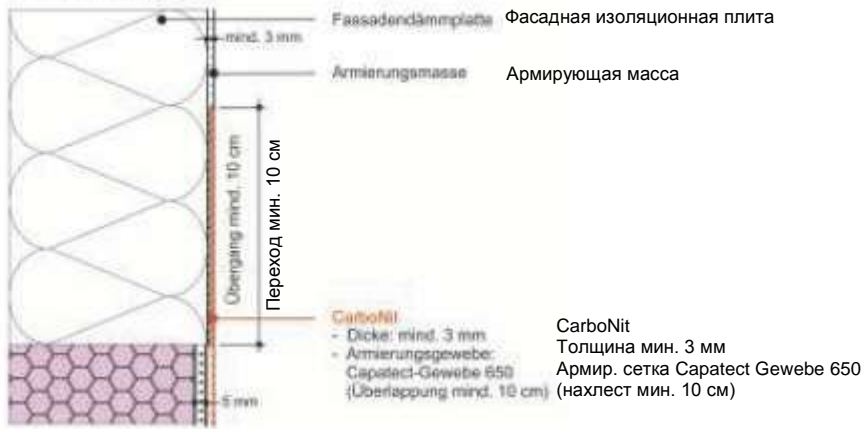 Fassadendämmplatte Фасадная изоляционная плита
mind. 3 mm
Armierungsmasse Армирующая масса
Übergang mind. 10 cm
Переход мин. 10 см
CarboNit
- Dicke: mind. 3 mm
- Armierungsgewebe:
Capatect-Gewebe 650
(Überlappung mind. 10 cm)
CarboNit
Толщина мин. 3 мм
Армир. сетка Capatect Gewebe 650
(нахлест мин. 10 см)
6 mm